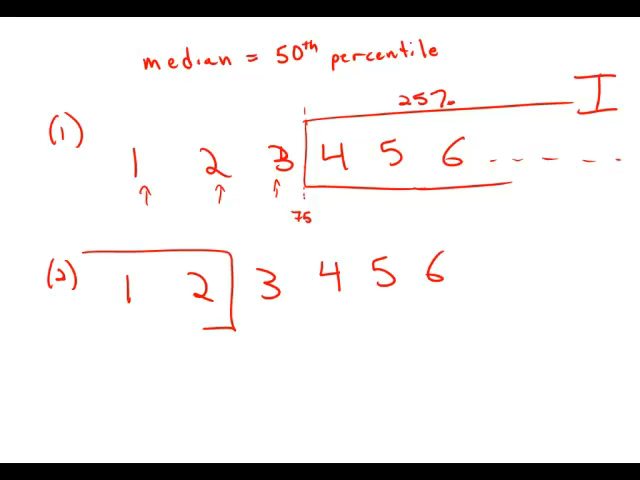 median = 50th percentile
25% I
(1) 1 2 3 4 5 6 ------
↑ ↑ ↑
75
(2) 1 2 3 4 5 6